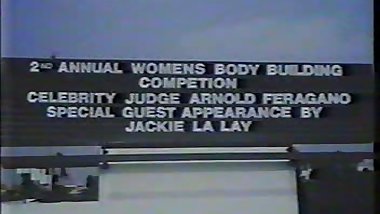 2ND ANNUAL WOMENS BODY BUILDING
COMPETION
CELEBRITY JUDGE ARNOLD FERAGANO
SPECIAL GUEST APPEARANCE BY
JACKIE LA LAY